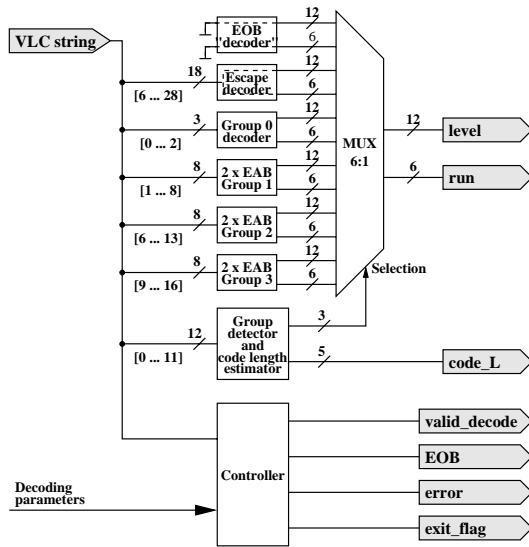 VLC string
EOB
"decoder"
12
6
18
[6 ... 28]
Escape
decoder
12
6
3
[0 ... 2]
Group 0
decoder
12
6
8
[1 ... 8]
2 x EAB
Group 1
12
6
8
[6 ... 13]
2 x EAB
Group 2
12
6
8
[9 ... 16]
2 x EAB
Group 3
12
6
MUX
6:1
12
level
6
run
Selection
12
[0 ... 11]
Group
detector
and
code length
estimator
3
5
code_L
Controller
valid_decode
EOB
error
exit_flag
Decoding
parameters